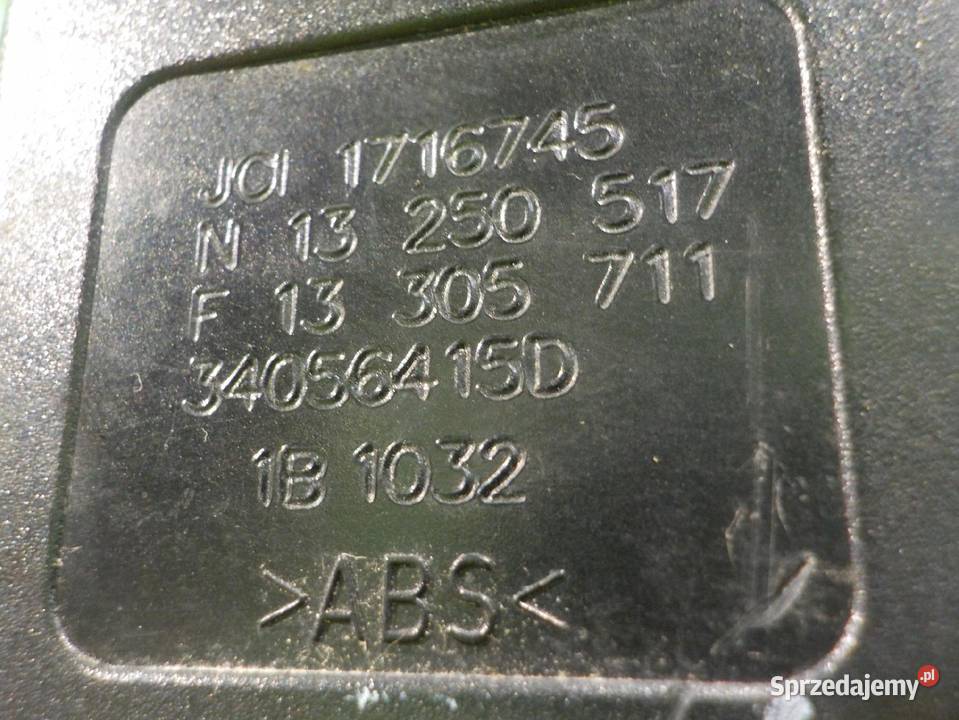 JCI 1716745
N 13 250 517
F 13 305 711
34056415D
1B 1032
>ABS<
Sprzedajemy.pl